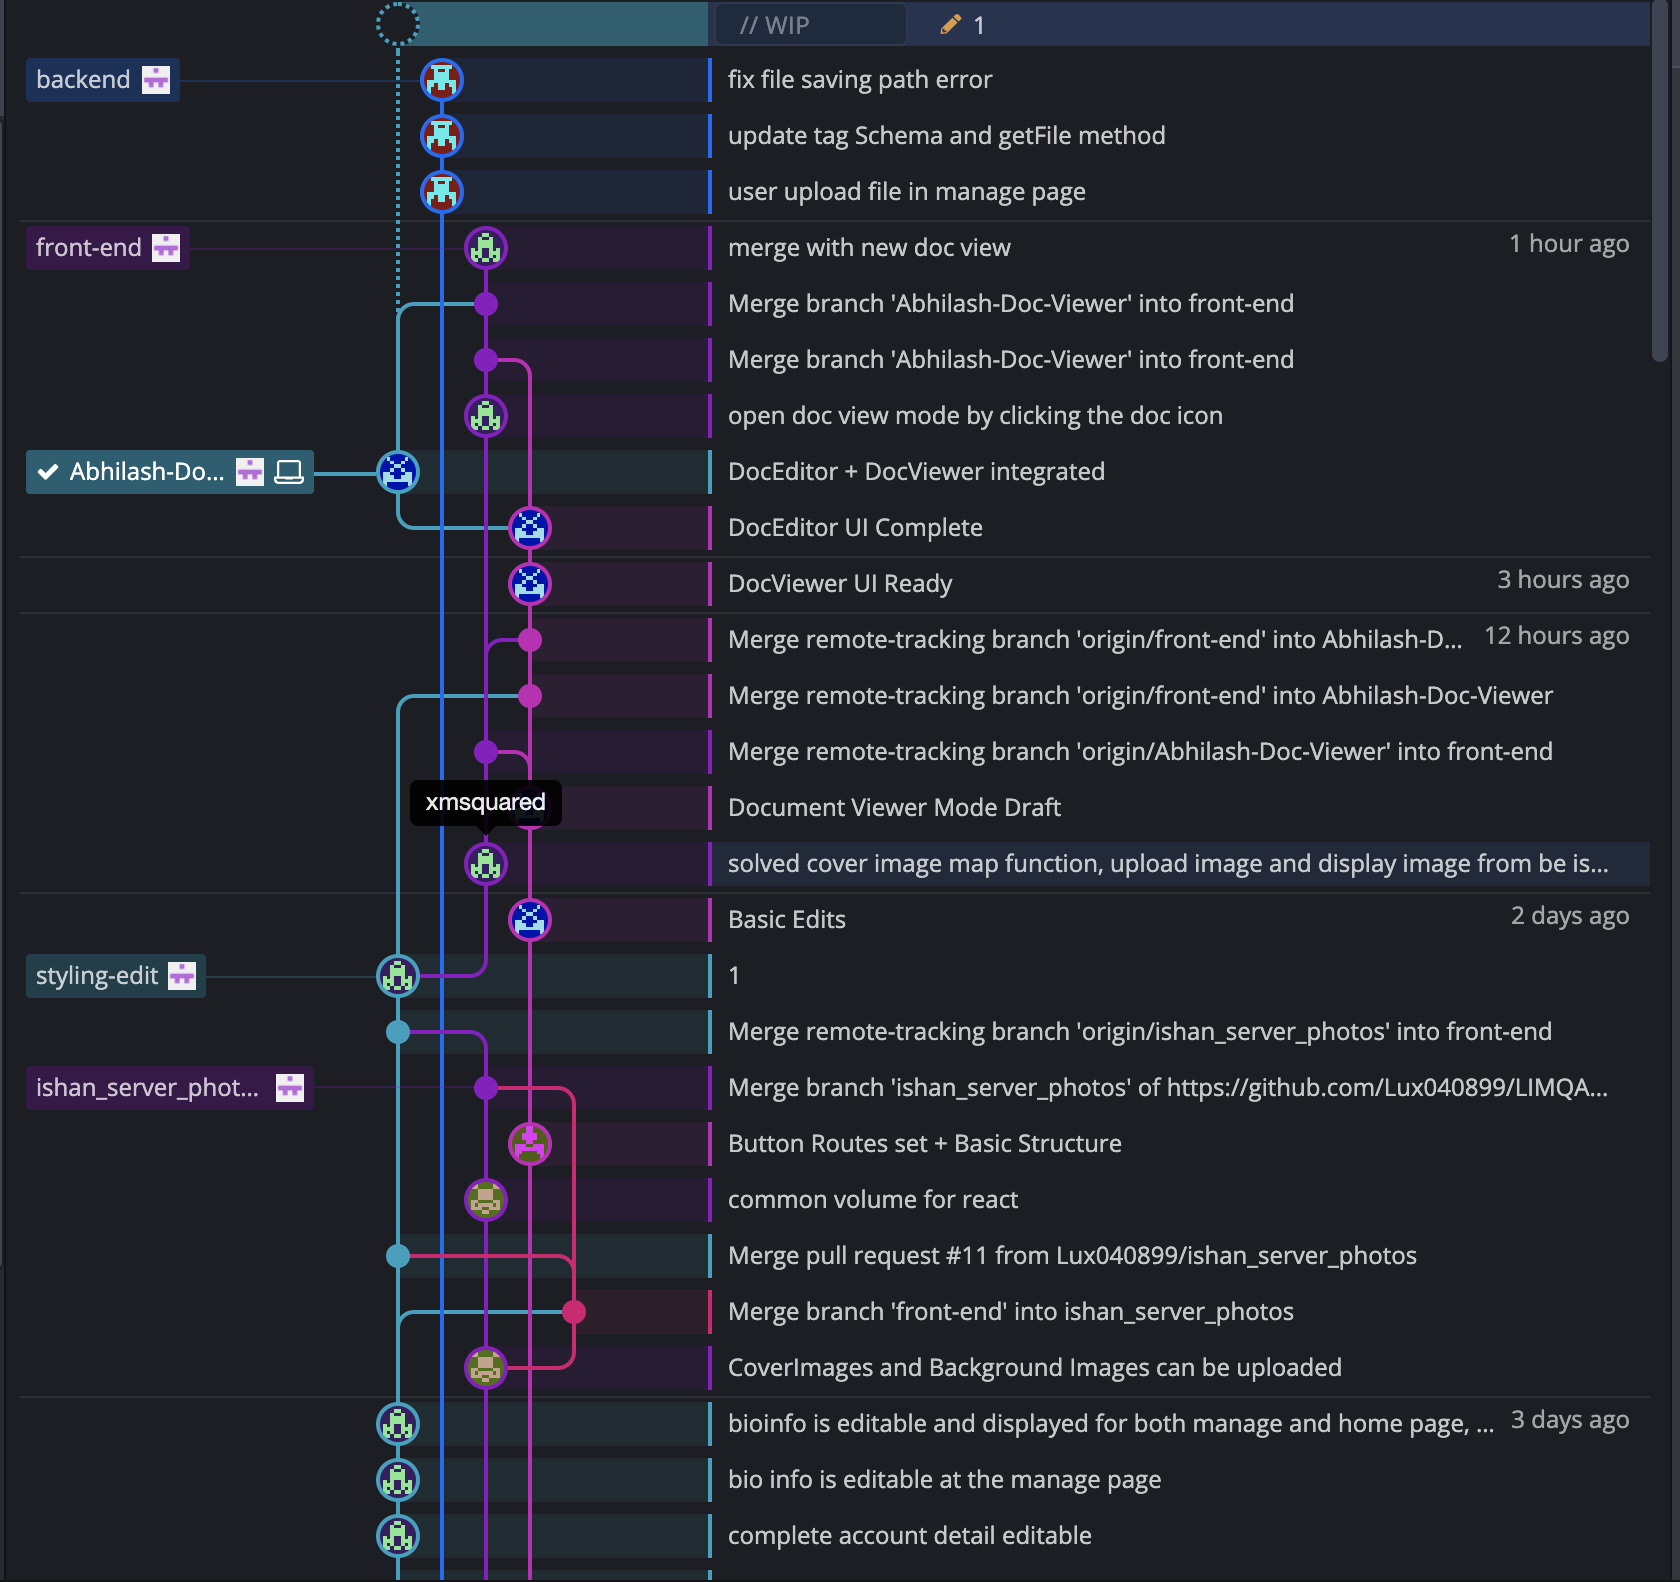 // WIP 1
backend fix file saving path error
update tag Schema and getFile method
user upload file in manage page
front-end merge with new doc view 1 hour ago
Merge branch 'Abhilash-Doc-Viewer' into front-end
Merge branch 'Abhilash-Doc-Viewer' into front-end
open doc view mode by clicking the doc icon
Abhilash-Do... DocEditor + DocViewer integrated
DocEditor UI Complete
DocViewer UI Ready 3 hours ago
Merge remote-tracking branch 'origin/front-end' into Abhilash-D... 12 hours ago
Merge remote-tracking branch 'origin/front-end' into Abhilash-Doc-Viewer
Merge remote-tracking branch 'origin/Abhilash-Doc-Viewer' into front-end
xmsquared Document Viewer Mode Draft
solved cover image map function, upload image and display image from be is...
Basic Edits 2 days ago
styling-edit 1
Merge remote-tracking branch 'origin/ishan_server_photos' into front-end
ishan_server_phot... Merge branch 'ishan_server_photos' of https://github.com/Lux040899/LIMQA...
Button Routes set + Basic Structure
common volume for react
Merge pull request #11 from Lux040899/ishan_server_photos
Merge branch 'front-end' into ishan_server_photos
CoverImages and Background Images can be uploaded
bioinfo is editable and displayed for both manage and home page, ... 3 days ago
bio info is editable at the manage page
complete account detail editable